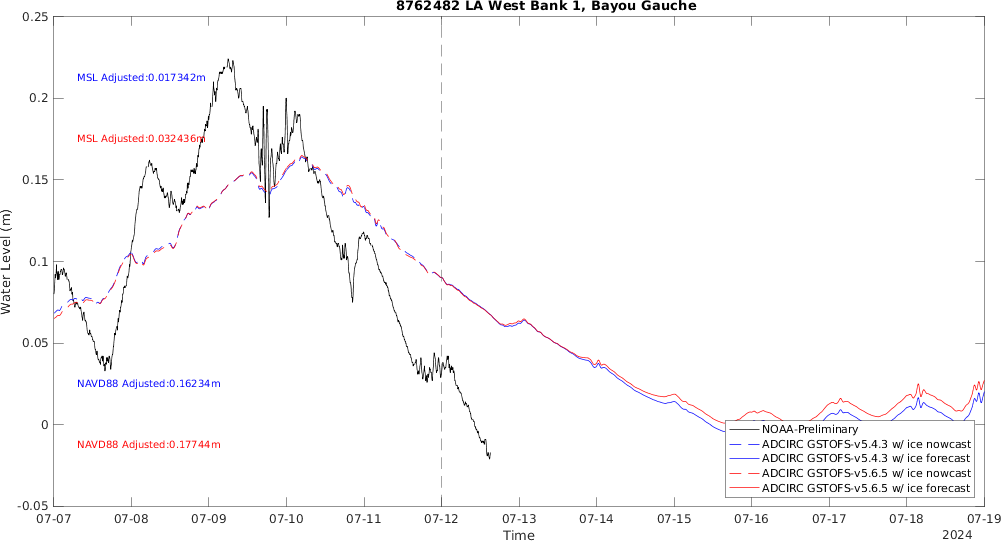 8762482 LA West Bank 1, Bayou Gauche
Water Level (m)
0.25
0.2
0.15
0.1
0.05
0
-0.05
MSL Adjusted:0.017342m
MSL Adjusted:0.032436m
NAVD88 Adjusted:0.16234m
NAVD88 Adjusted:0.17744m
NOAA-Preliminary
ADCIRC GSTOFS-v5.4.3 w/ ice nowcast
ADCIRC GSTOFS-v5.4.3 w/ ice forecast
ADCIRC GSTOFS-v5.6.5 w/ ice nowcast
ADCIRC GSTOFS-v5.6.5 w/ ice forecast
07-07 07-08 07-09 07-10 07-11 07-12 07-13 07-14 07-15 07-16 07-17 07-18 07-19
Time
2024